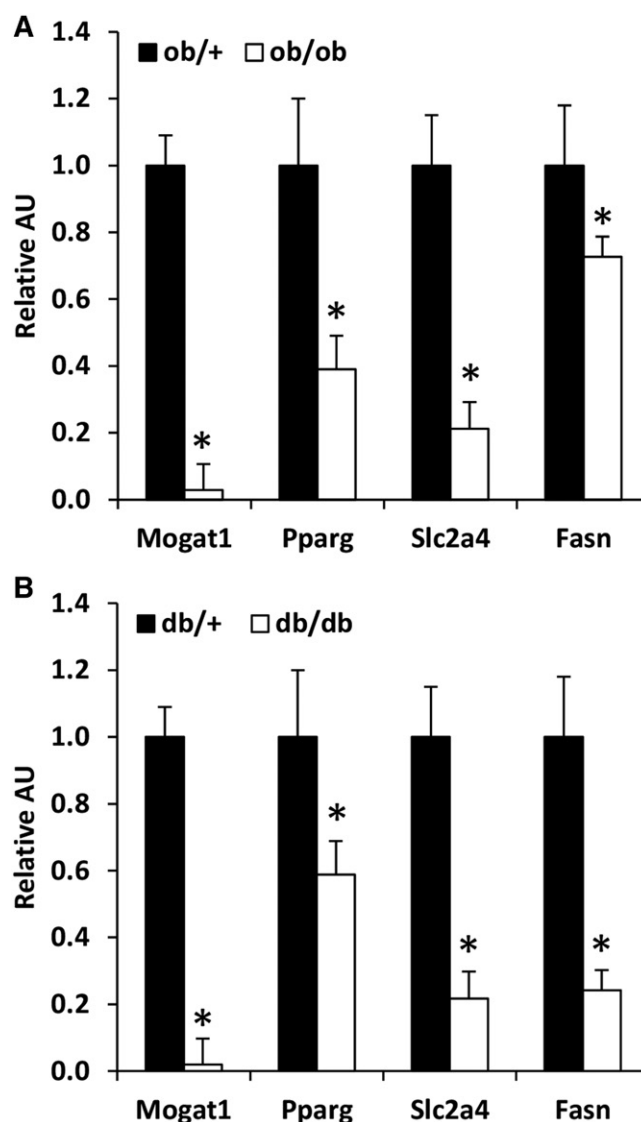 A
1.4
ob/+ ob/ob
1.2
1.0
0.8
0.6
0.4
0.2
0.0
Relative AU
* * * *
Mogat1 Pparg Slc2a4 Fasn
B
1.4
db/+ db/db
1.2
1.0
0.8
0.6
0.4
0.2
0.0
Relative AU
* * * *
Mogat1 Pparg Slc2a4 Fasn